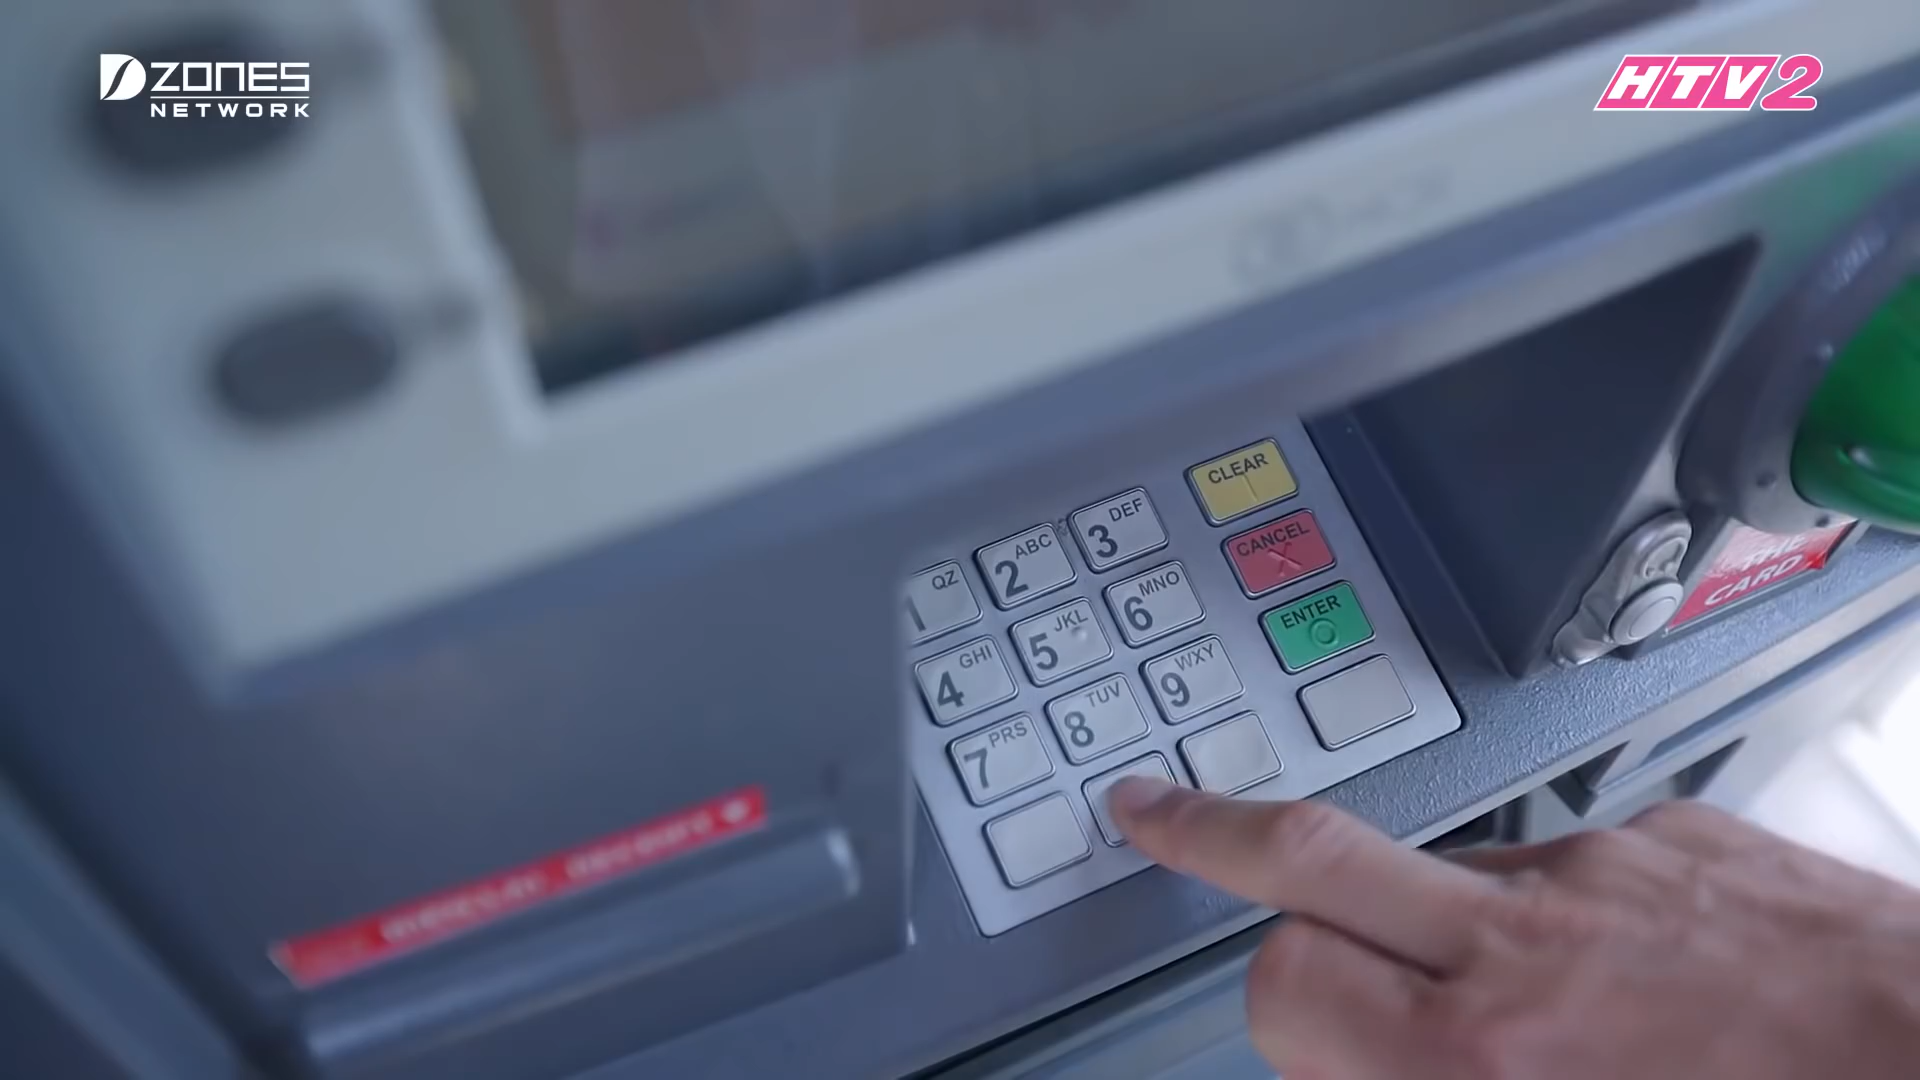 ZONES
NETWORK
HTV2
CLEAR
CANCEL
ENTER
QZ
1
ABC
2
DEF
3
GHI
4
JKL
5
MNO
6
PRS
7
TUV
8
WXY
9
THE
CARD